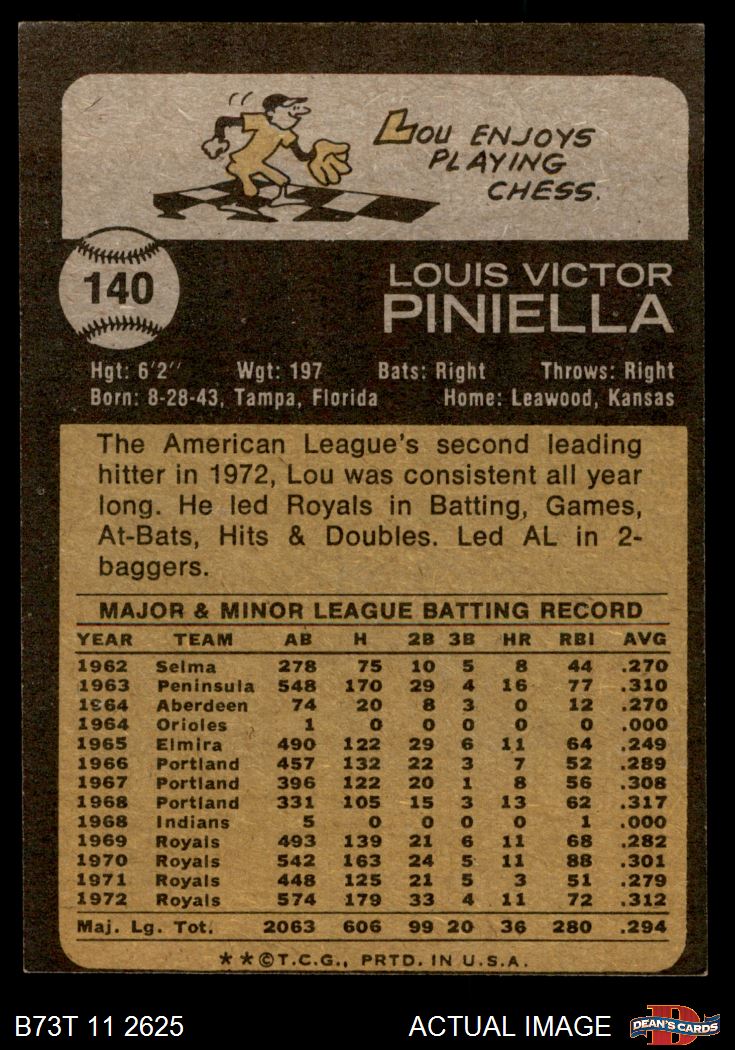 LOU ENJOYS
PLAYING
CHESS.
140
LOUIS VICTOR
PINIELLA
Hgt: 6'2'' Wgt: 197 Bats: Right Throws: Right
Born: 8-28-43, Tampa, Florida Home: Leawood, Kansas
The American League's second leading
hitter in 1972, Lou was consistent all year
long. He led Royals in Batting, Games,
At-Bats, Hits & Doubles. Led AL in 2-
baggers.
MAJOR & MINOR LEAGUE BATTING RECORD
YEAR TEAM AB H 2B 3B HR RBI AVG
1962 Selma 278 75 10 5 8 44 .270
1963 Peninsula 548 170 29 4 16 77 .310
1964 Aberdeen 74 20 8 3 0 12 .270
1964 Orioles 1 0 0 0 0 0 .000
1965 Elmira 490 122 29 6 11 64 .249
1966 Portland 457 132 22 3 7 52 .289
1967 Portland 396 122 20 1 8 56 .308
1968 Portland 331 105 15 3 13 62 .317
1968 Indians 5 0 0 0 0 1 .000
1969 Royals 493 139 21 6 11 68 .282
1970 Royals 542 163 24 5 11 88 .301
1971 Royals 448 125 21 5 3 51 .279
1972 Royals 574 179 33 4 11 72 .312
Maj. Lg. Tot. 2063 606 99 20 36 280 .294
**©T.C.G., PRTD. IN U.S.A.
B73T 11 2625 ACTUAL IMAGE D DEAN'S CARDS